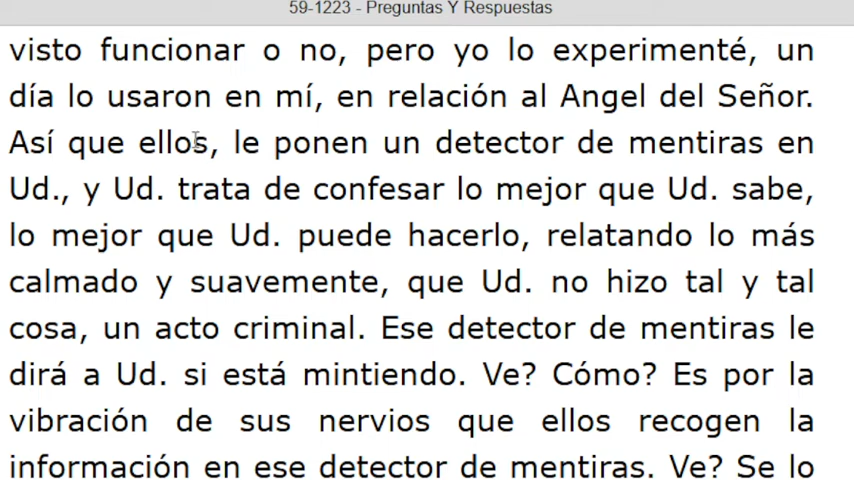 59-1223 - Preguntas Y Respuestas
visto funcionar o no, pero yo lo experimenté, un
día lo usaron en mí, en relación al Angel del Señor.
Así que ellos, le ponen un detector de mentiras en
Ud., y Ud. trata de confesar lo mejor que Ud. sabe,
lo mejor que Ud. puede hacerlo, relatando lo más
calmado y suavemente, que Ud. no hizo tal y tal
cosa, un acto criminal. Ese detector de mentiras le
dirá a Ud. si está mintiendo. Ve? Cómo? Es por la
vibración de sus nervios que ellos recogen la
información en ese detector de mentiras. Ve? Se lo